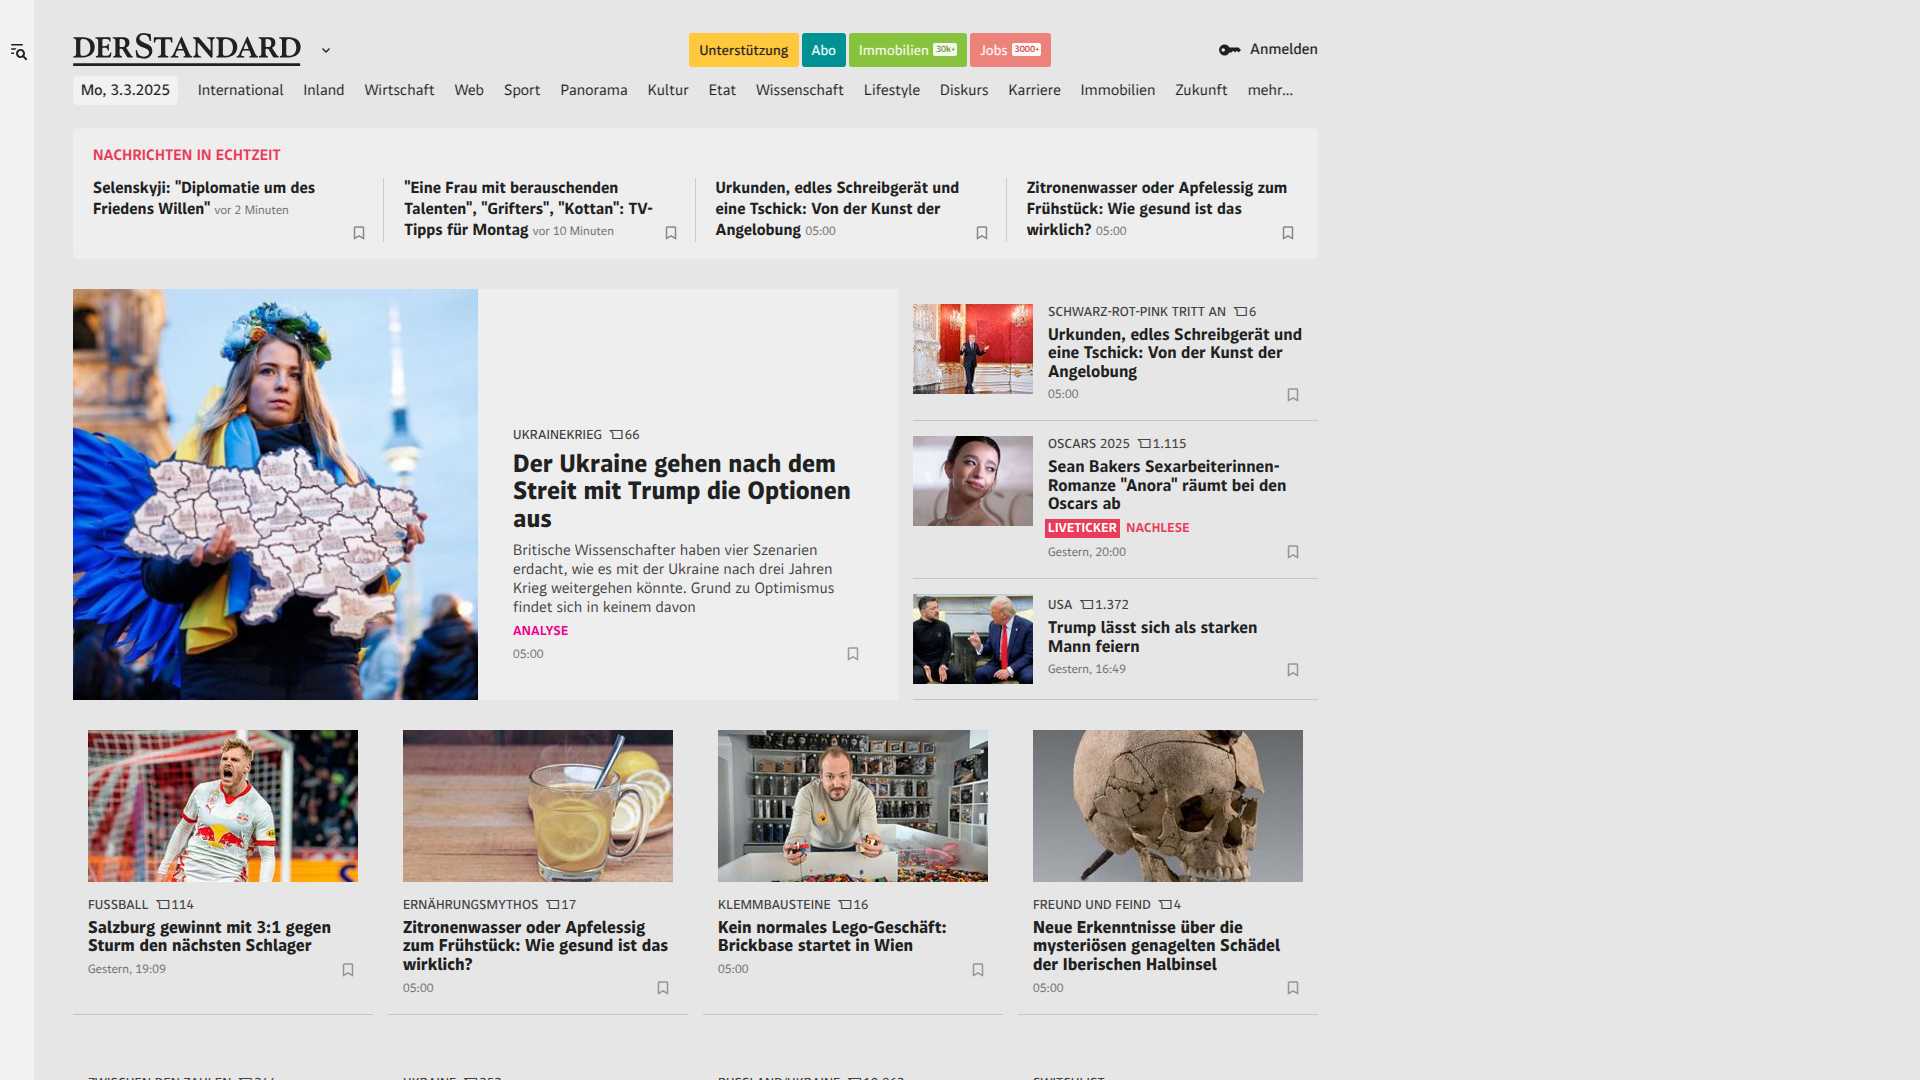 DERSTANDARD
Unterstützung Abo Immobilien 30k+ Jobs 3000+
Anmelden
Mo, 3.3.2025 International Inland Wirtschaft Web Sport Panorama Kultur Etat Wissenschaft Lifestyle Diskurs Karriere Immobilien Zukunft mehr...
NACHRICHTEN IN ECHTZEIT
Selenskyji: "Diplomatie um des
Friedens Willen" vor 2 Minuten
"Eine Frau mit berauschenden
Talenten", "Grifters", "Kottan": TV-
Tipps für Montag vor 10 Minuten
Urkunden, edles Schreibgerät und
eine Tschick: Von der Kunst der
Angelobung 05:00
Zitronenwasser oder Apfelessig zum
Frühstück: Wie gesund ist das
wirklich? 05:00
UKRAINEKRIEG 66
Der Ukraine gehen nach dem
Streit mit Trump die Optionen
aus
Britische Wissenschafter haben vier Szenarien
erdacht, wie es mit der Ukraine nach drei Jahren
Krieg weitergehen könnte. Grund zu Optimismus
findet sich in keinem davon
ANALYSE
05:00
SCHWARZ-ROT-PINK TRITT AN 6
Urkunden, edles Schreibgerät und
eine Tschick: Von der Kunst der
Angelobung
05:00
OSCARS 2025 1.115
Sean Bakers Sexarbeiterinnen-
Romanze "Anora" räumt bei den
Oscars ab
LIVETICKER NACHLESE
Gestern, 20:00
USA 1.372
Trump lässt sich als starken
Mann feiern
Gestern, 16:49
FUSSBALL 114
Salzburg gewinnt mit 3:1 gegen
Sturm den nächsten Schlager
Gestern, 19:09
ERNÄHRUNGSMYTHOS 17
Zitronenwasser oder Apfelessig
zum Frühstück: Wie gesund ist das
wirklich?
05:00
KLEMMBAUSTEINE 16
Kein normales Lego-Geschäft:
Brickbase startet in Wien
05:00
FREUND UND FEIND 4
Neue Erkenntnisse über die
mysteriösen genagelten Schädel
der Iberischen Halbinsel
05:00